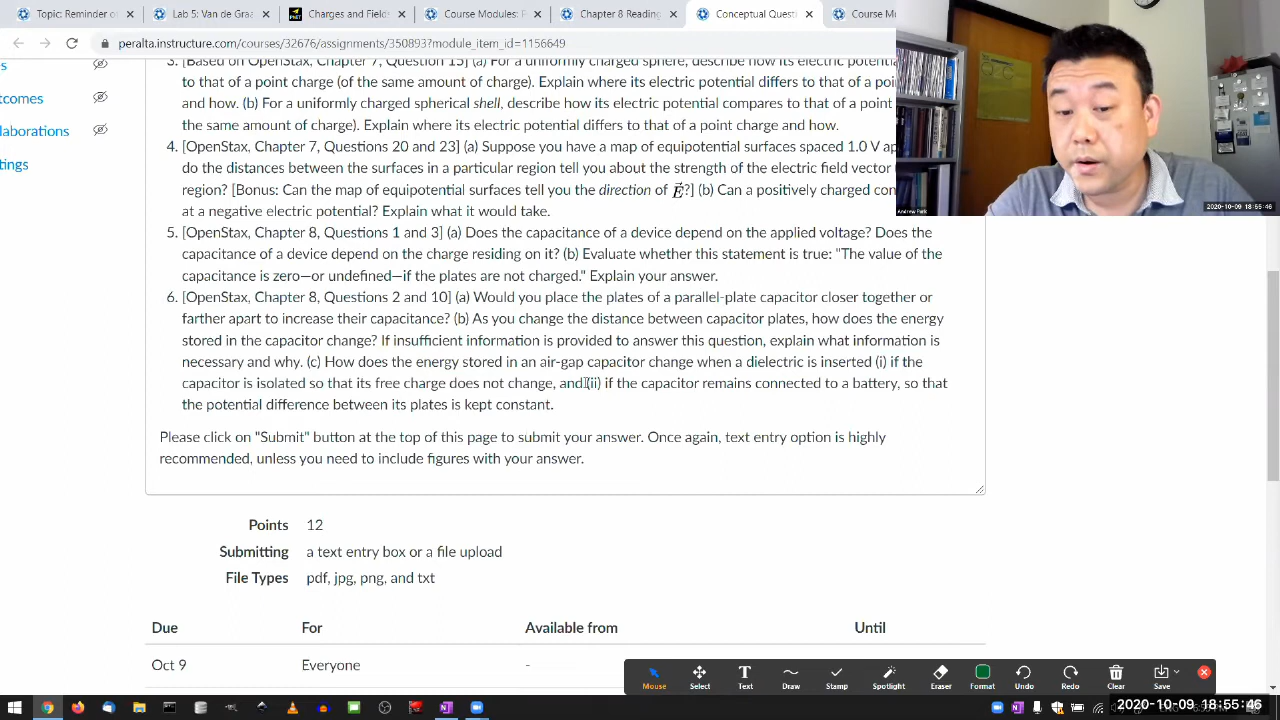 Topic: Reminder o
Lab 5: Van de Gra
Charges and Fields
Course Modules: P
Chapter 8 Reading
Conceptual Quest
Course M
peralta.instructure.com/courses/32676/assignments/350893?module_item_id=1156649
s
tcomes
laborations
tings
3. [Based on OpenStax, Chapter 7, Question 15] (a) For a uniformly charged sphere, describe how its electric potentia
to that of a point charge (of the same amount of charge). Explain where its electric potential differs to that of a poi
and how. (b) For a uniformly charged spherical shell, describe how its electric potential compares to that of a point
the same amount of charge). Explain where its electric potential differs to that of a point charge and how.
4. [OpenStax, Chapter 7, Questions 20 and 23] (a) Suppose you have a map of equipotential surfaces spaced 1.0 V ap
do the distances between the surfaces in a particular region tell you about the strength of the electric field vector
region? [Bonus: Can the map of equipotential surfaces tell you the direction of E⃗?] (b) Can a positively charged con
at a negative electric potential? Explain what it would take.
5. [OpenStax, Chapter 8, Questions 1 and 3] (a) Does the capacitance of a device depend on the applied voltage? Does the
capacitance of a device depend on the charge residing on it? (b) Evaluate whether this statement is true: "The value of the
capacitance is zero—or undefined—if the plates are not charged." Explain your answer.
6. [OpenStax, Chapter 8, Questions 2 and 10] (a) Would you place the plates of a parallel-plate capacitor closer together or
farther apart to increase their capacitance? (b) As you change the distance between capacitor plates, how does the energy
stored in the capacitor change? If insufficient information is provided to answer this question, explain what information is
necessary and why. (c) How does the energy stored in an air-gap capacitor change when a dielectric is inserted (i) if the
capacitor is isolated so that its free charge does not change, and (ii) if the capacitor remains connected to a battery, so that
the potential difference between its plates is kept constant.
Please click on "Submit" button at the top of this page to submit your answer. Once again, text entry option is highly
recommended, unless you need to include figures with your answer.
Points 12
Submitting a text entry box or a file upload
File Types pdf, jpg, png, and txt
Due For Available from Until
Oct 9 Everyone -
Mouse Select Text Draw Stamp Spotlight Eraser Format Undo Redo Clear Save
Andrew Park
2020-10-09 18:55:46
2020-10-09 18:55:46